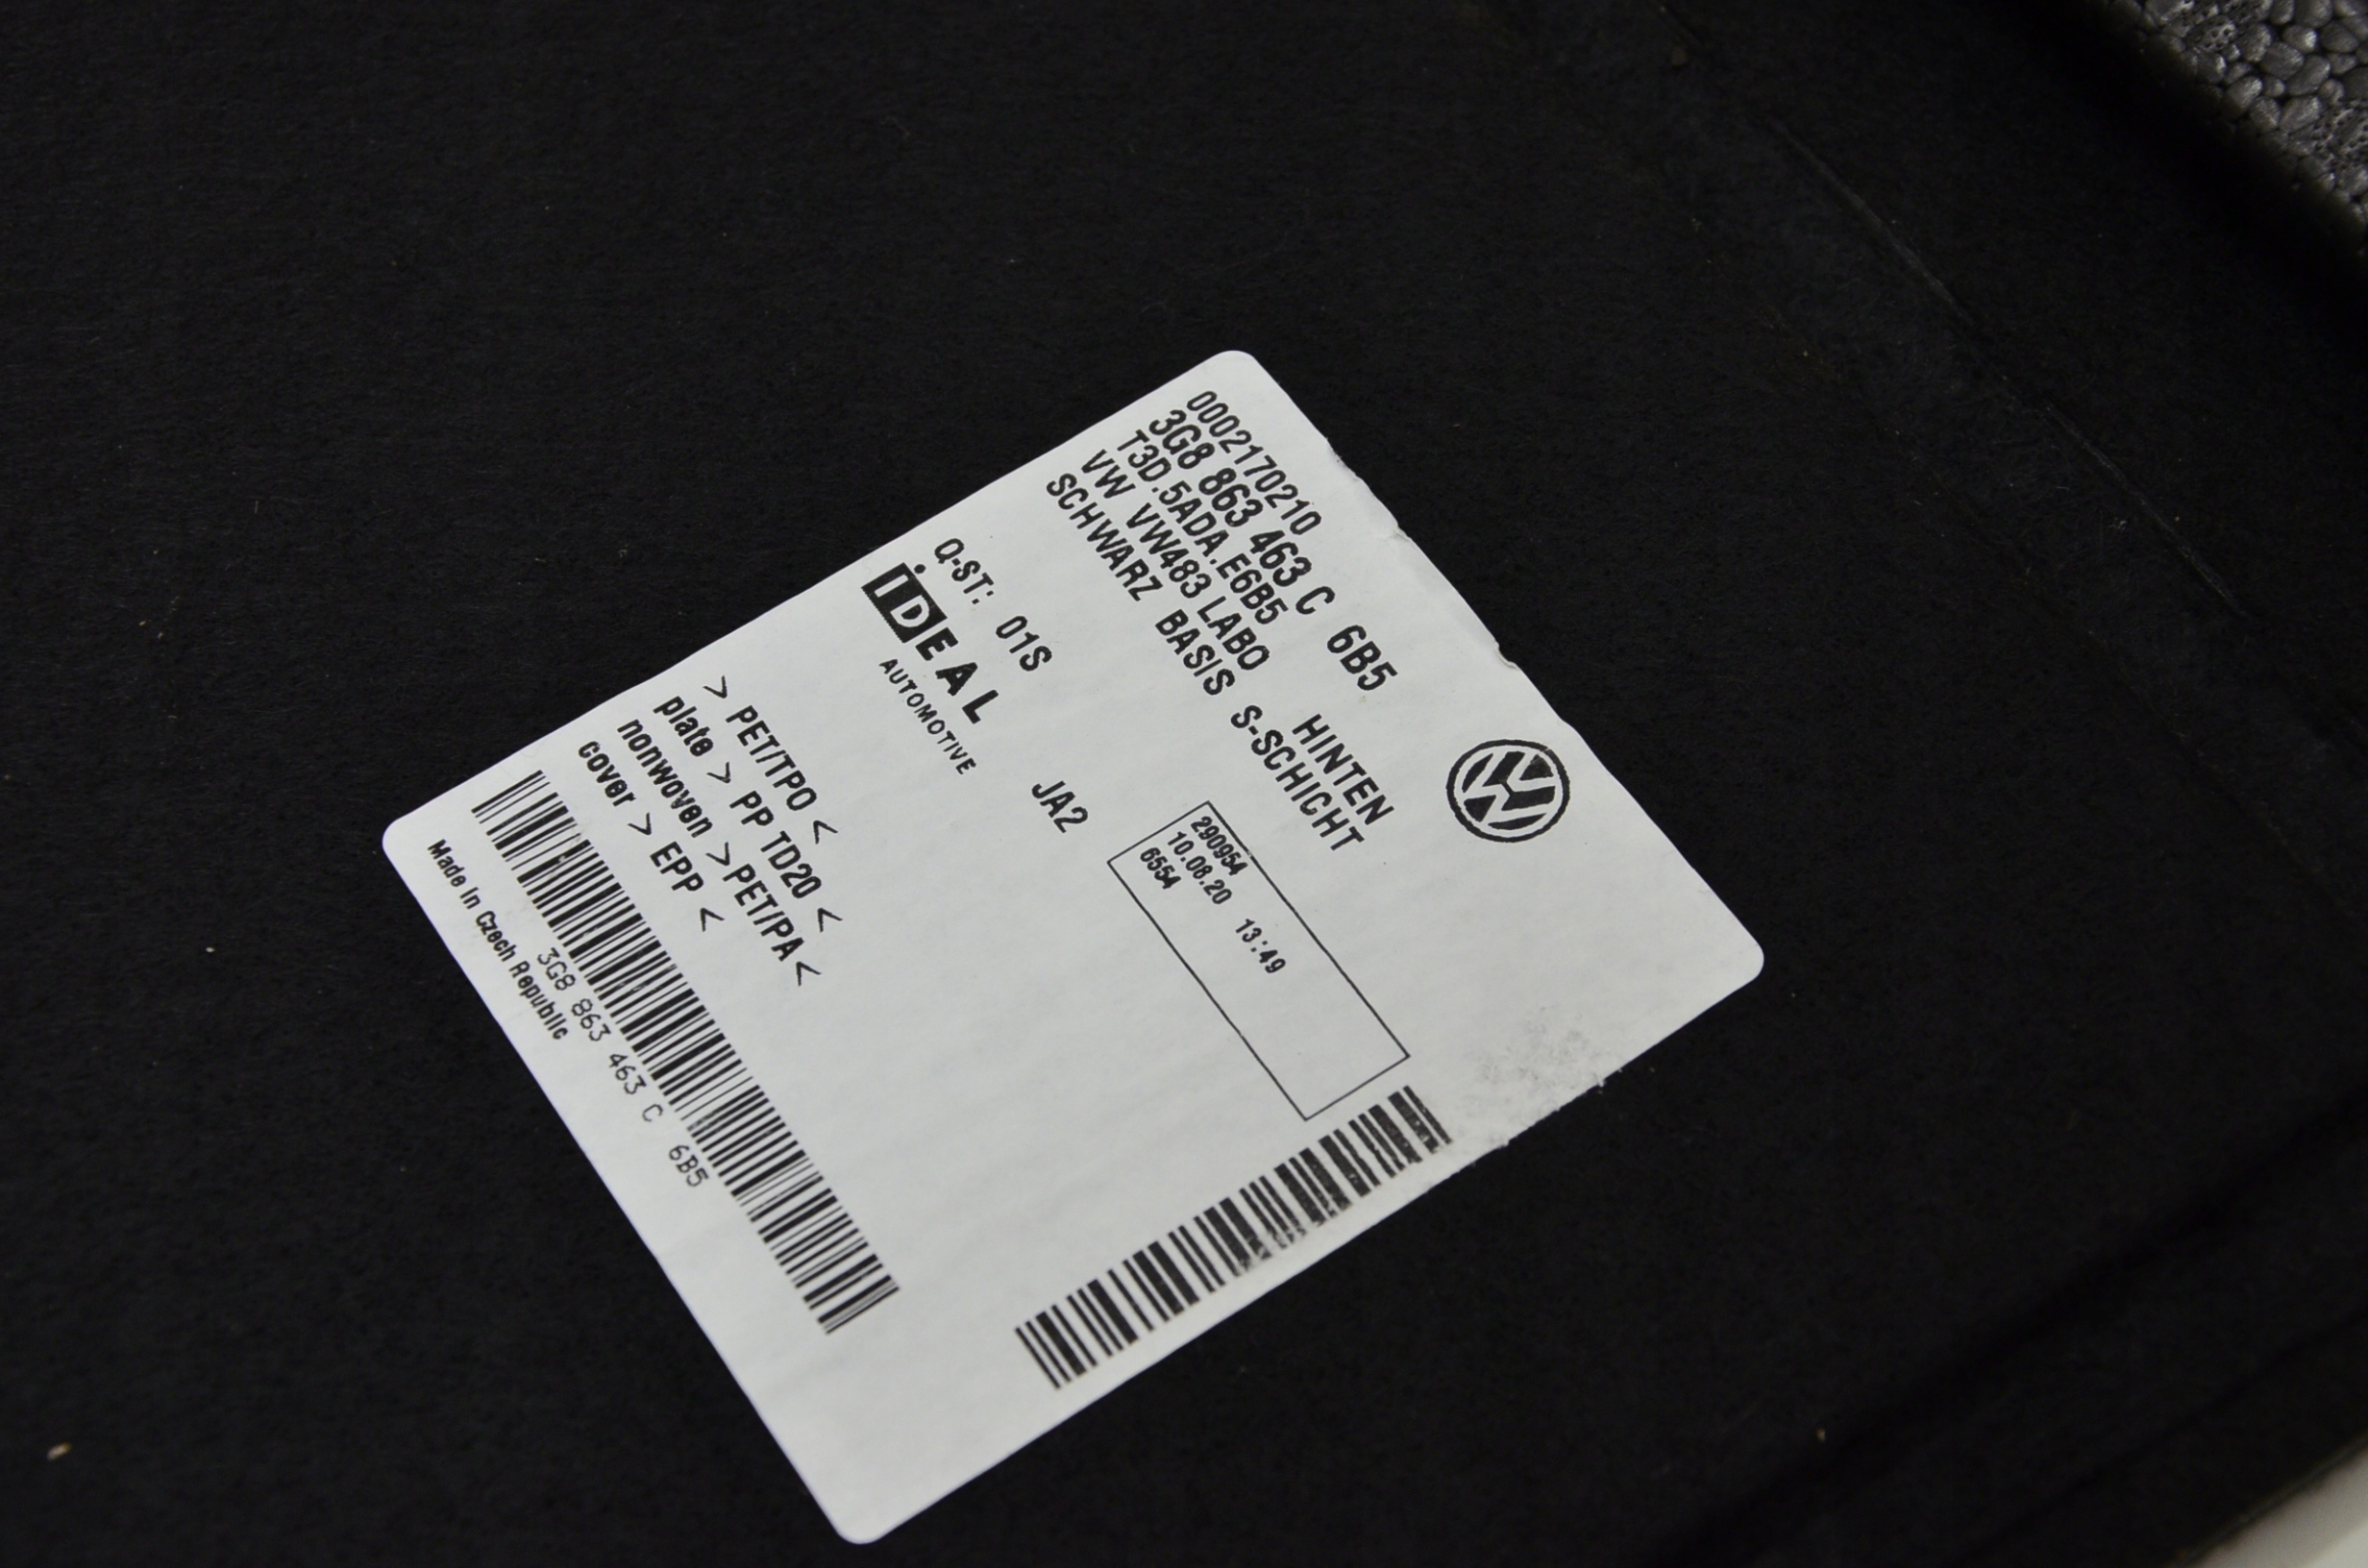 0002170210
3G8 863 463 C 6B5
T3D.5ADA.E6B5
VW VW483 LABO HINTEN
SCHWARZ BASIS S-SCHICHT
290954
10.08.20 13:49
6554
Q-ST: 01S JA2
IDEAL
AUTOMOTIVE
> PET/TPO <
plate > PP TD20 <
nonwoven >PET/PA<
cover > EPP <
3G8 863 463 C 6B5
Made in Czech Republic